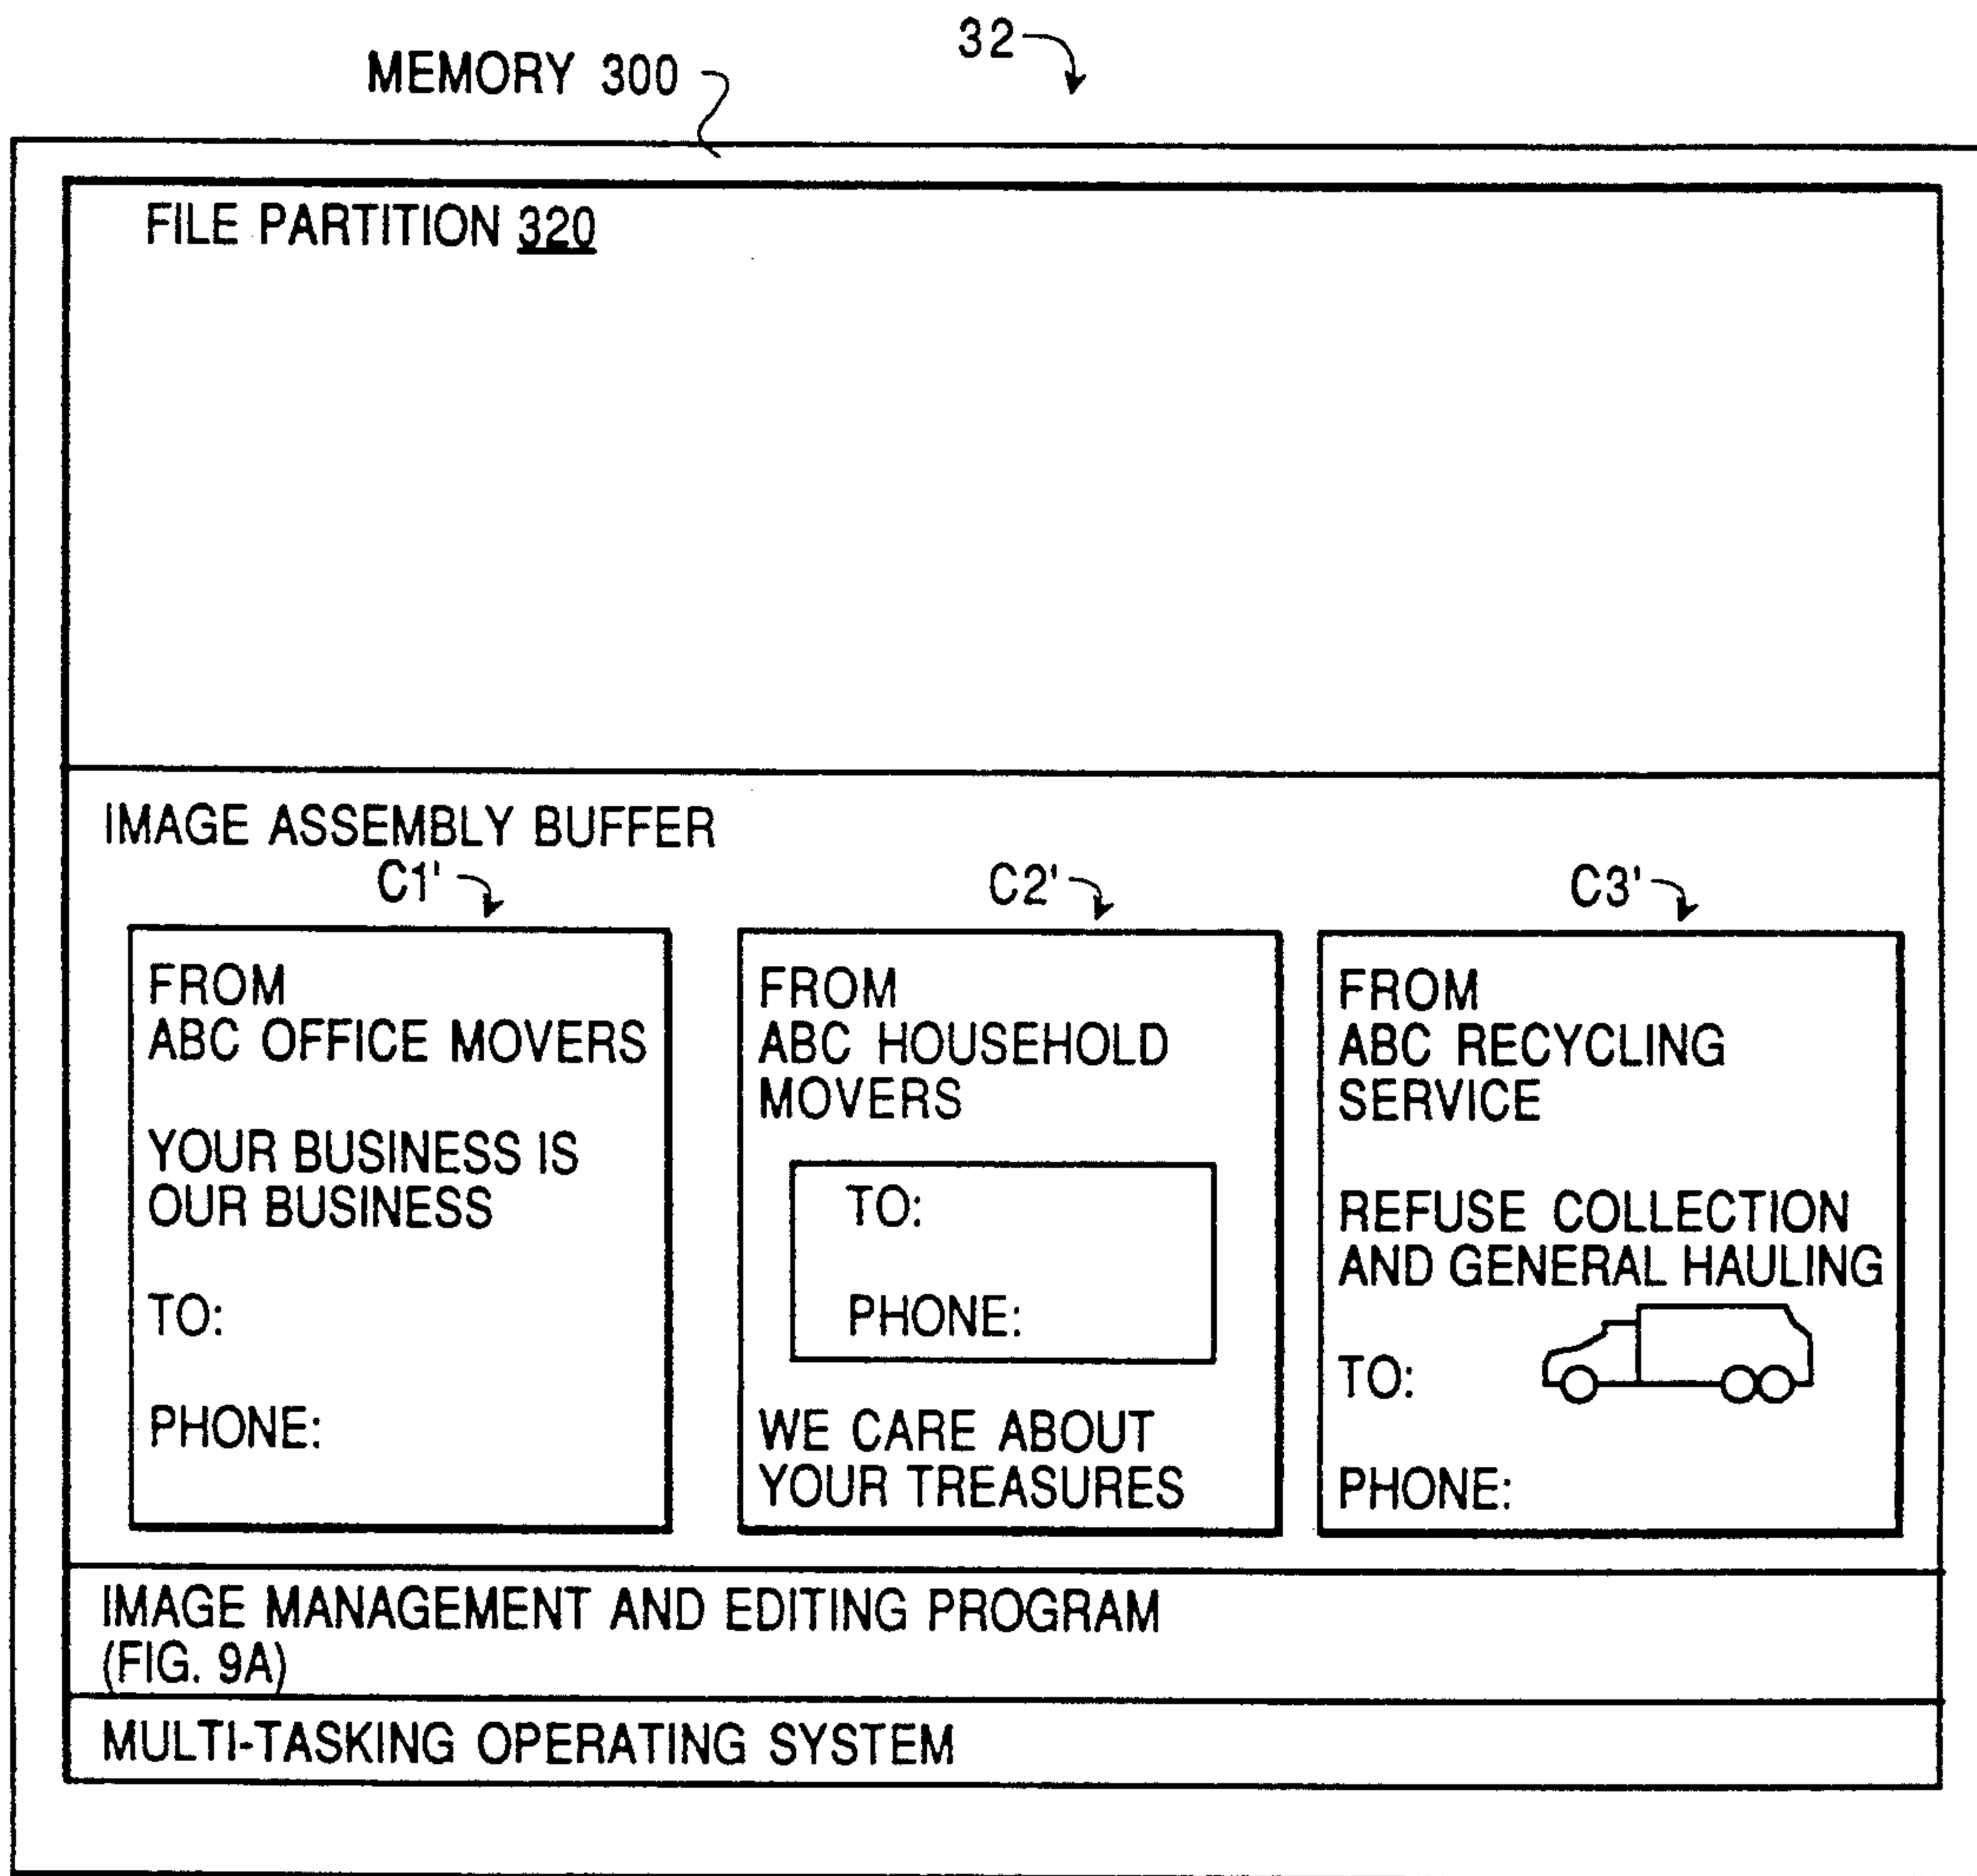 32
MEMORY 300
FILE PARTITION 320
IMAGE ASSEMBLY BUFFER
C1'
C2'
C3'
FROM
ABC OFFICE MOVERS
YOUR BUSINESS IS
OUR BUSINESS
TO:
PHONE:
FROM
ABC HOUSEHOLD
MOVERS
TO:
PHONE:
WE CARE ABOUT
YOUR TREASURES
FROM
ABC RECYCLING
SERVICE
REFUSE COLLECTION
AND GENERAL HAULING
TO:
PHONE:
IMAGE MANAGEMENT AND EDITING PROGRAM
(FIG. 9A)
MULTI-TASKING OPERATING SYSTEM